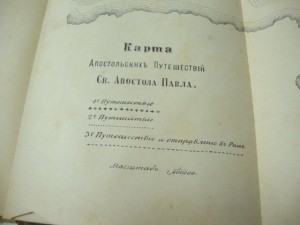 Карта
Апостольскихъ Путешествій
Св. Апостола Павла.
1е Путешествіе
2е Путешествіе
3е Путешествіе и отправленіе въ Римъ
Масштабъ